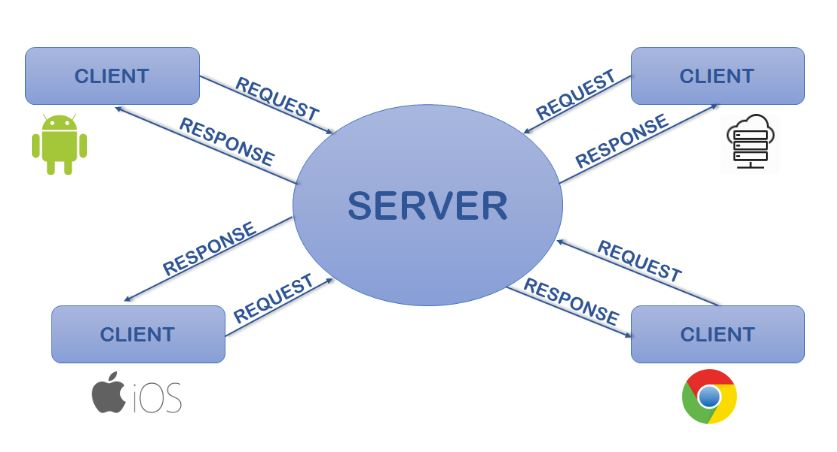 CLIENT
CLIENT
REQUEST
REQUEST
RESPONSE
RESPONSE
SERVER
RESPONSE
REQUEST
REQUEST
RESPONSE
CLIENT
CLIENT
iOS